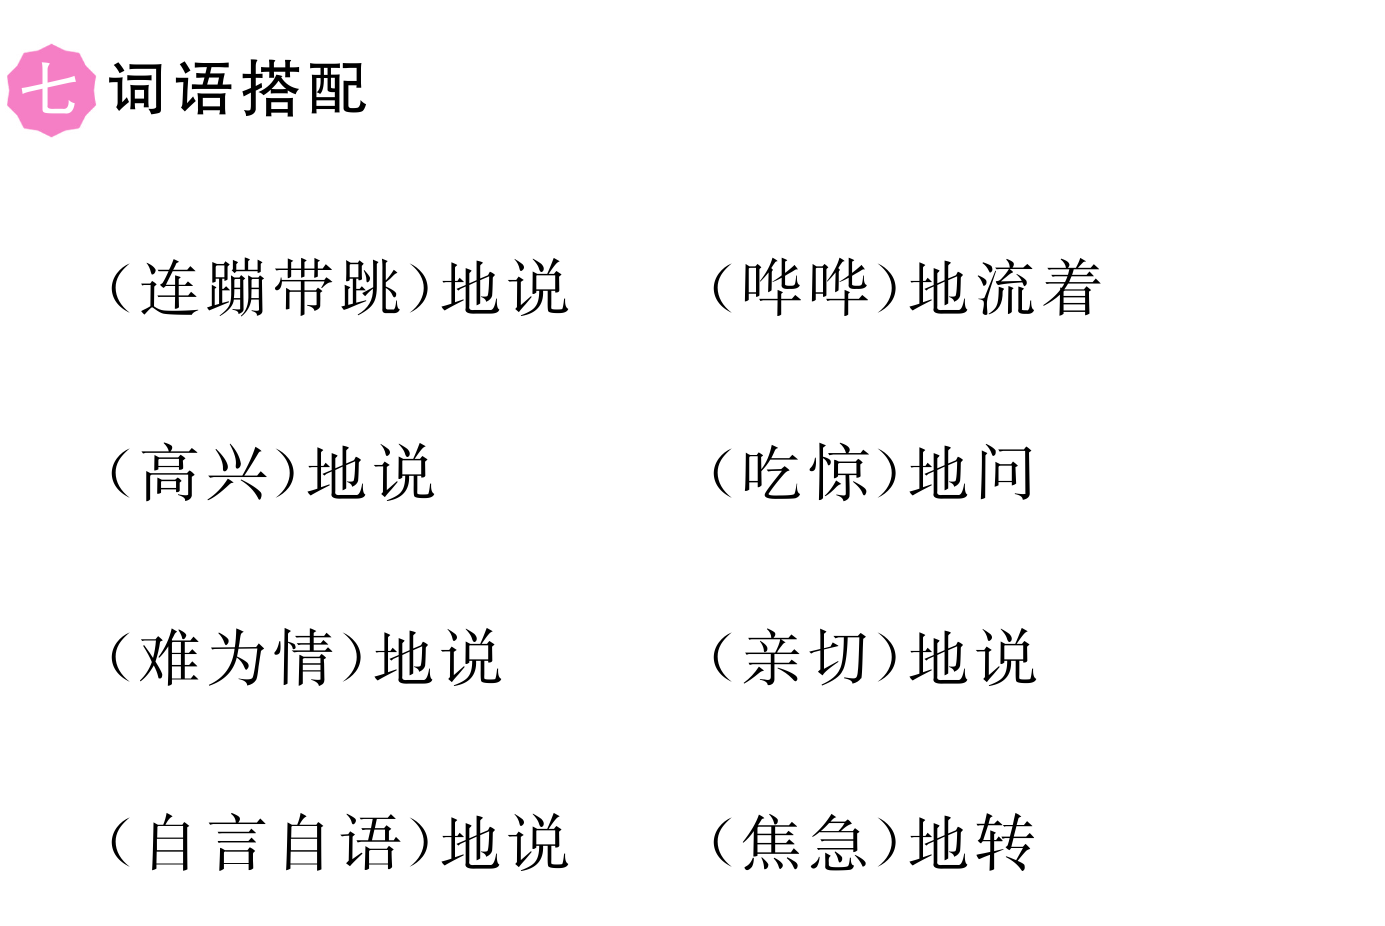 七 词语搭配
（连蹦带跳）地说 （哗哗）地流着
（高兴）地说 （吃惊）地问
（难为情）地说 （亲切）地说
（自言自语）地说 （焦急）地转